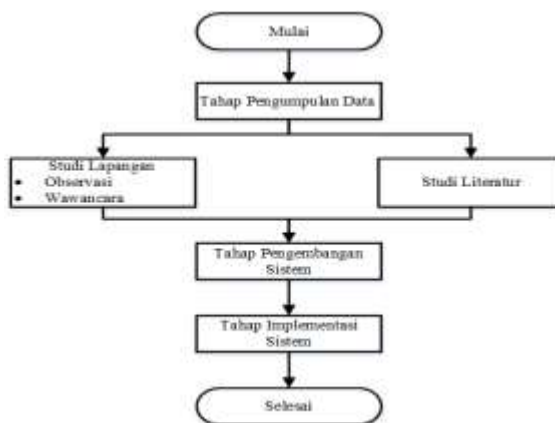 Mulai
Tahap Pengumpulan Data
Studi Lapangan
• Observasi
• Wawancara
Studi Literatur
Tahap Pengembangan
Sistem
Tahap Implementasi
Sistem
Selesai